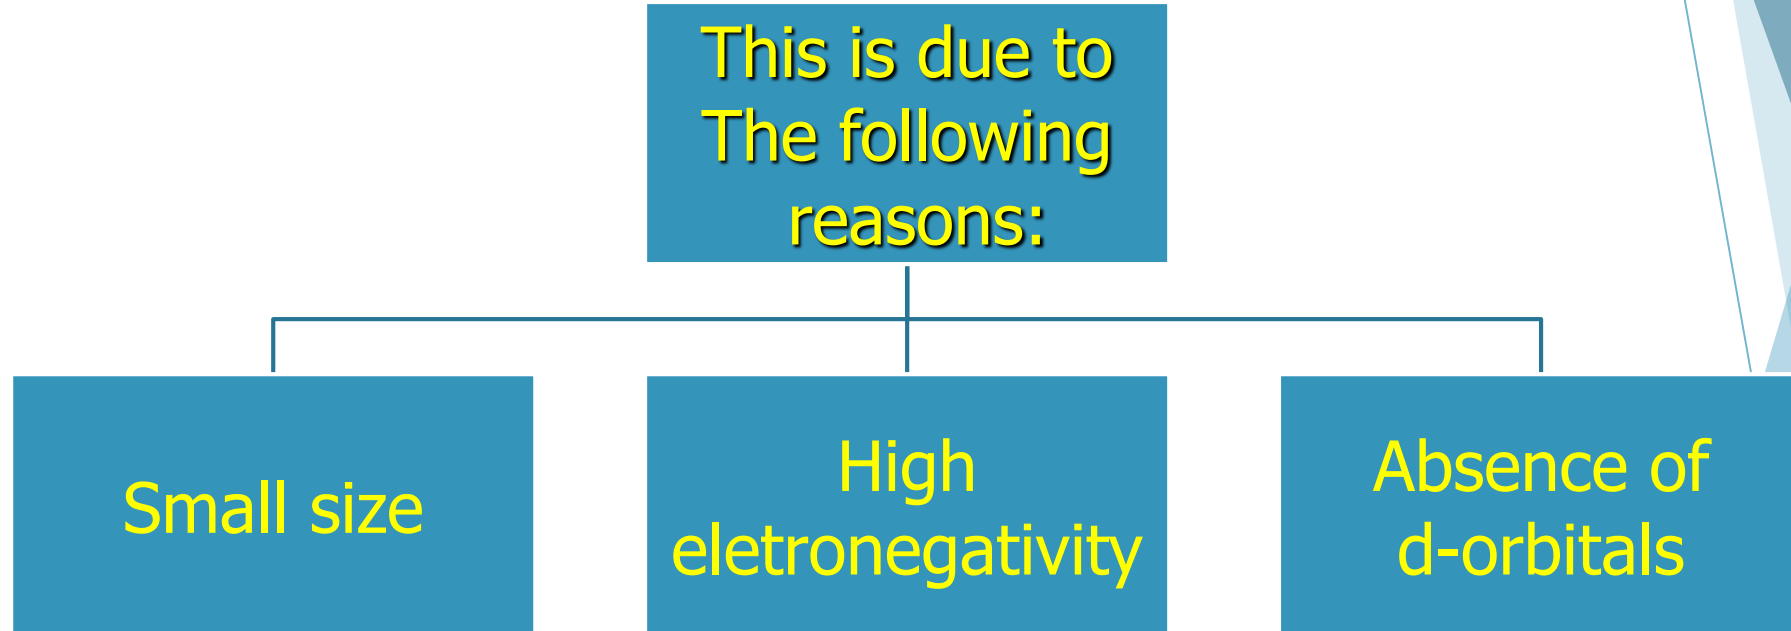 This is due to
The following
reasons:
Small size
High
eletronegativity
Absence of
d-orbitals